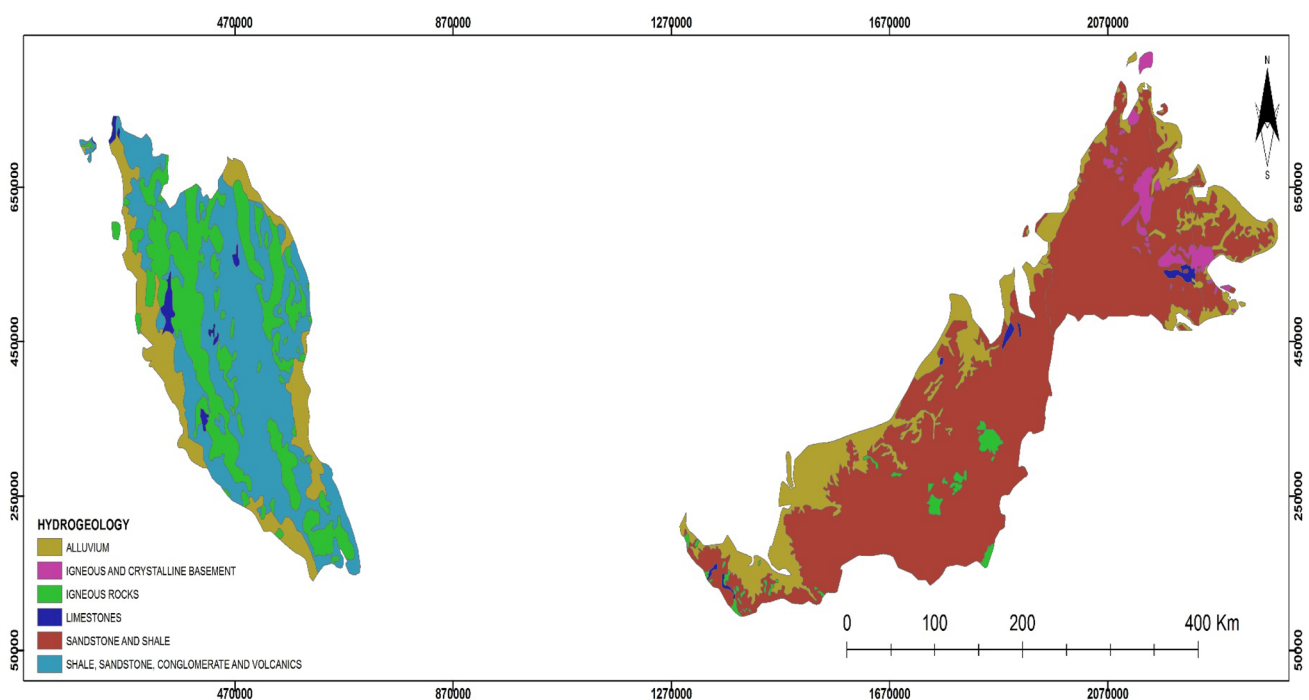 470000 870000 1270000 1670000 2070000
N
S
650000 650000
450000 450000
250000 250000
50000 50000
HYDROGEOLOGY
ALLUVIUM
IGNEOUS AND CRYSTALLINE BASEMENT
IGNEOUS ROCKS
LIMESTONES
SANDSTONE AND SHALE
SHALE, SANDSTONE, CONGLOMERATE AND VOLCANICS
0 100 200 400 Km
470000 870000 1270000 1670000 2070000